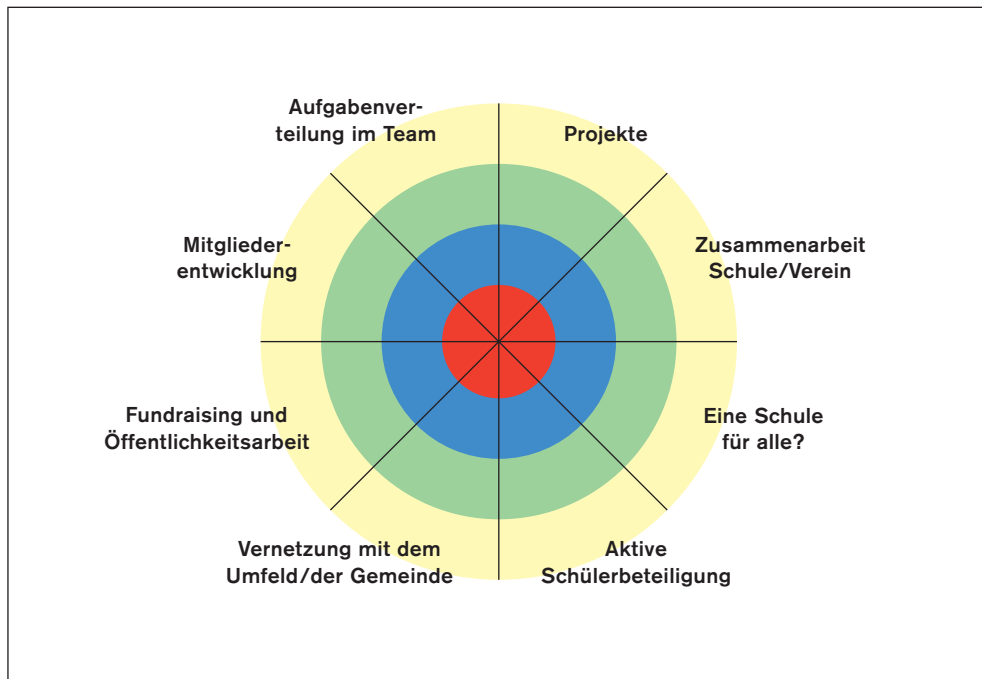 Aufgabenver-
teilung im Team
Projekte
Mitglieder-
entwicklung
Zusammenarbeit
Schule/Verein
Fundraising und
Öffentlichkeitsarbeit
Eine Schule
für alle?
Vernetzung mit dem
Umfeld/der Gemeinde
Aktive
Schülerbeteiligung